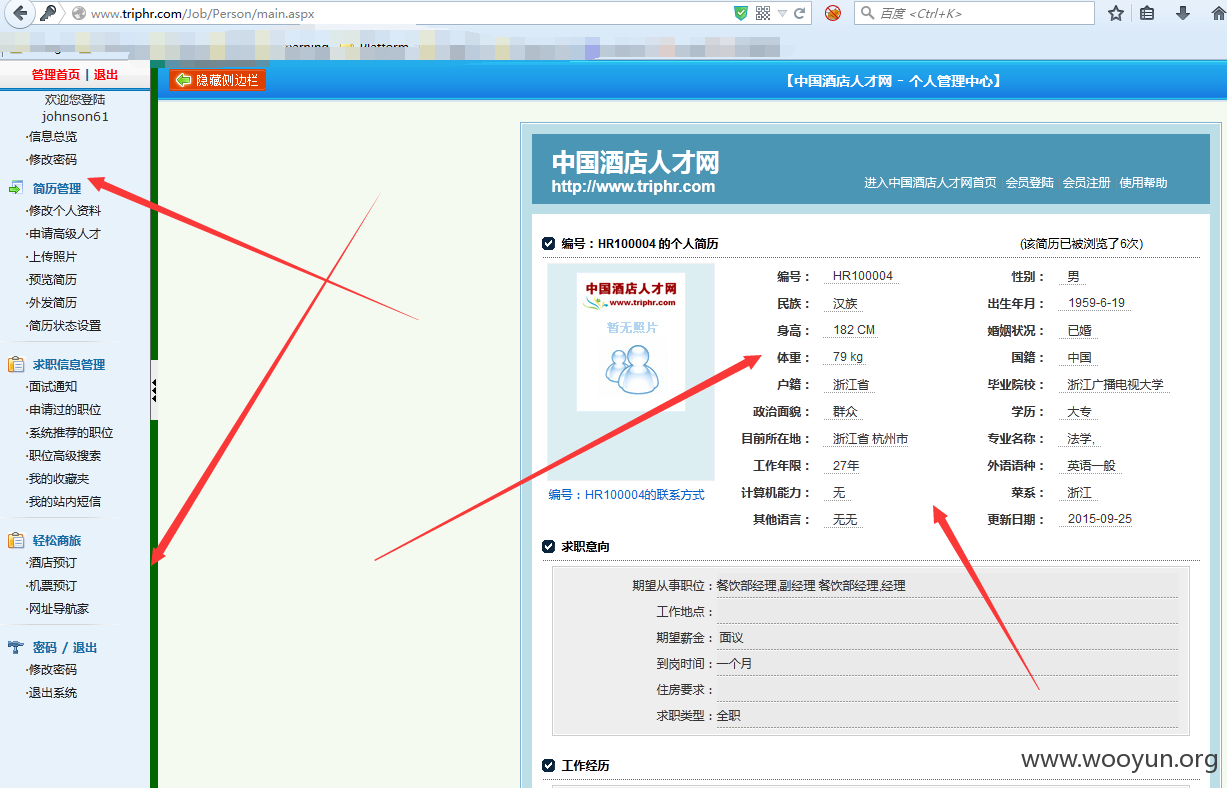 www.triphr.com/Job/Person/main.aspx
百度 <Ctrl+K>
管理首页 | 退出
隐藏侧边栏
【中国酒店人才网 - 个人管理中心】
欢迎您登陆
johnson61
·信息总览
·修改密码
简历管理
·修改个人资料
·申请高级人才
·上传照片
·预览简历
·外发简历
·简历状态设置
求职信息管理
·面试通知
·申请过的职位
·系统推荐的职位
·职位高级搜索
·我的收藏夹
·我的站内短信
轻松商旅
·酒店预订
·机票预订
·网址导航家
密码 / 退出
·修改密码
·退出系统
中国酒店人才网
http://www.triphr.com
进入中国酒店人才网首页 会员登陆 会员注册 使用帮助
编号：HR100004 的个人简历 (该简历已被浏览了6次)
中国酒店人才网
www.triphr.com
暂无照片
编号：HR100004的联系方式
编号： HR100004 性别： 男
民族： 汉族 出生年月： 1959-6-19
身高： 182 CM 婚姻状况： 已婚
体重： 79 kg 国籍： 中国
户籍： 浙江省 毕业院校： 浙江广播电视大学
政治面貌： 群众 学历： 大专
目前所在地： 浙江省 杭州市 专业名称： 法学,
工作年限： 27年 外语语种： 英语一般
计算机能力： 无 菜系： 浙江
其他语言： 无无 更新日期： 2015-09-25
求职意向
期望从事职位：餐饮部经理,副经理 餐饮部经理,经理
工作地点：
期望薪金： 面议
到岗时间：一个月
住房要求：
求职类型：全职
工作经历
www.wooyun.org